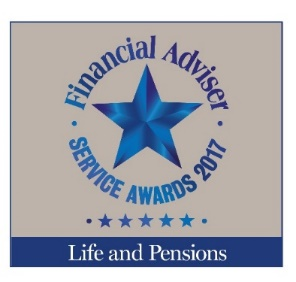 Financial Adviser
SERVICE AWARDS 2017
Life and Pensions